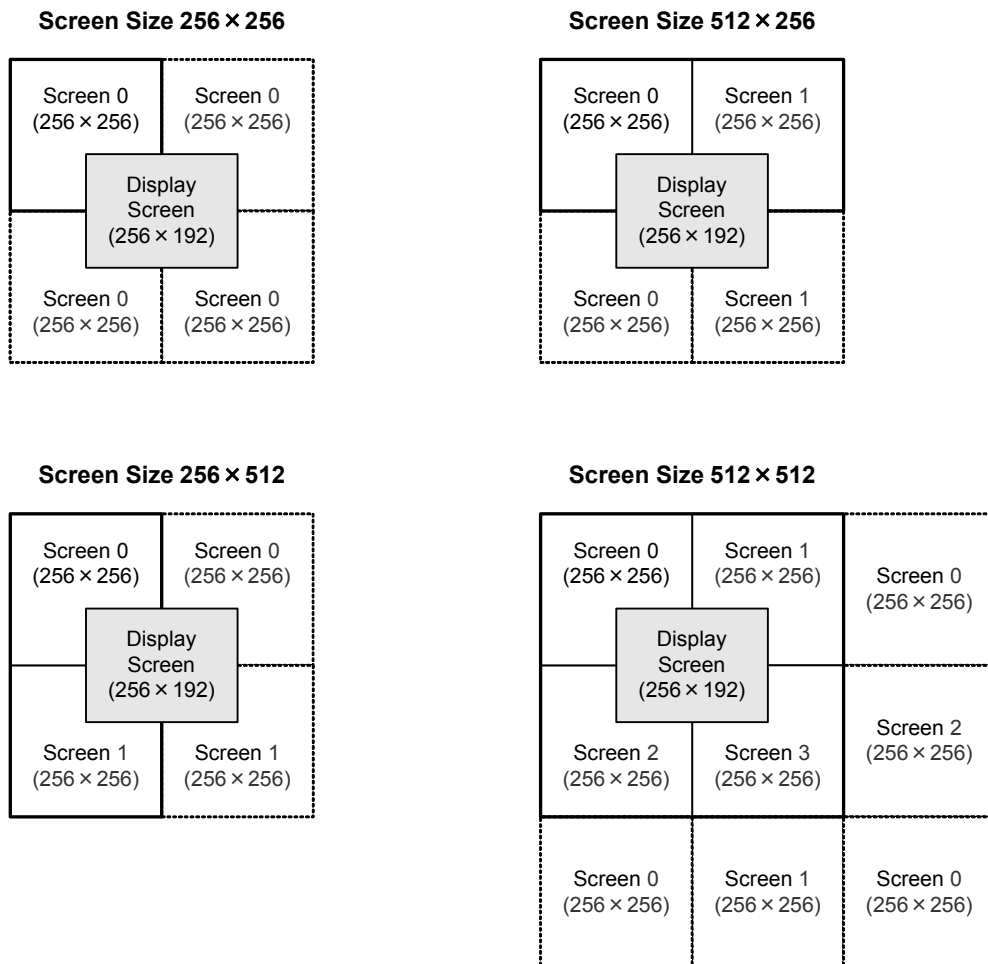 Screen Size 256 × 256
Screen 0
(256 × 256)
Screen 0
(256 × 256)
Display
Screen
(256 × 192)
Screen 0
(256 × 256)
Screen 0
(256 × 256)
Screen Size 512 × 256
Screen 0
(256 × 256)
Screen 1
(256 × 256)
Display
Screen
(256 × 192)
Screen 0
(256 × 256)
Screen 1
(256 × 256)
Screen Size 256 × 512
Screen 0
(256 × 256)
Screen 0
(256 × 256)
Display
Screen
(256 × 192)
Screen 1
(256 × 256)
Screen 1
(256 × 256)
Screen Size 512 × 512
Screen 0
(256 × 256)
Screen 1
(256 × 256)
Screen 0
(256 × 256)
Display
Screen
(256 × 192)
Screen 2
(256 × 256)
Screen 3
(256 × 256)
Screen 2
(256 × 256)
Screen 0
(256 × 256)
Screen 1
(256 × 256)
Screen 0
(256 × 256)